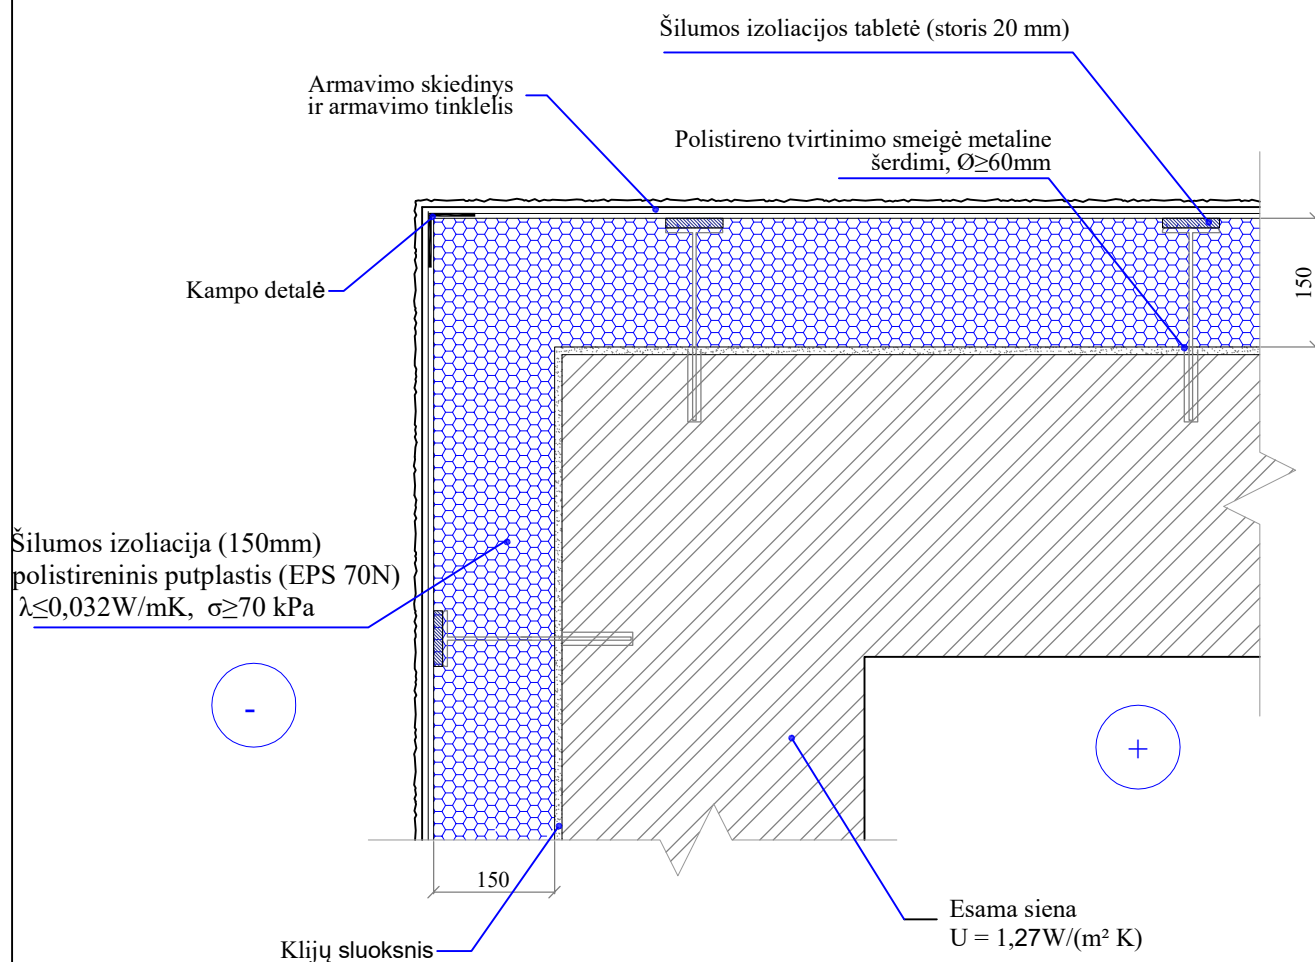 Šilumos izoliacijos tabletė (storis 20 mm)
Armavimo skiedinys
ir armavimo tinklelis
Polistireno tvirtinimo smeigė metaline
šerdimi, Ø≥60mm
Kampo detalė
150
Šilumos izoliacija (150mm)
polistireninis putplastis (EPS 70N)
λ≤0,032W/mK, σ≥70 kPa
-
+
150
Klijų sluoksnis
Esama siena
U = 1,27W/(m² K)